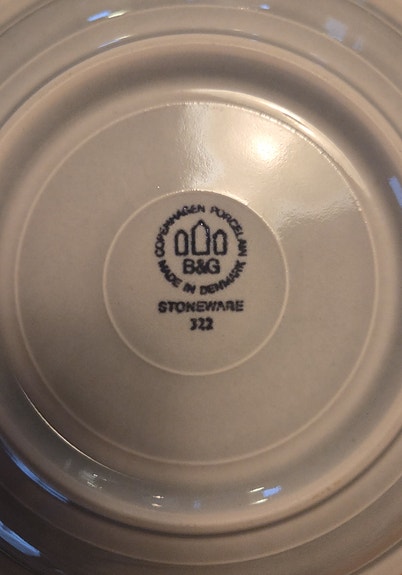 COPENHAGEN PORCELAIN
B&G
MADE IN DENMARK
STONEWARE
322